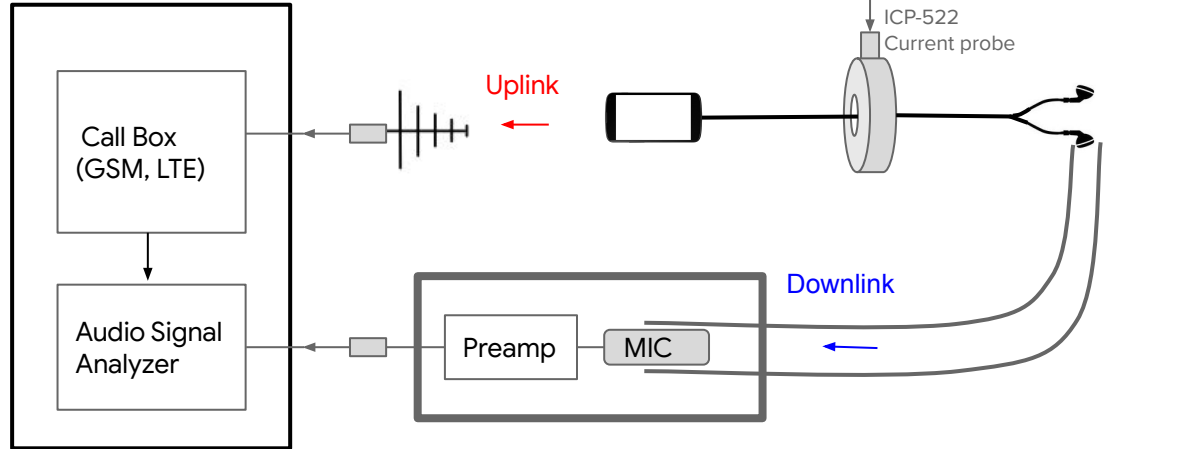 ICP-522
Current probe
Uplink
Call Box
(GSM, LTE)
Downlink
Audio Signal
Analyzer
Preamp
MIC